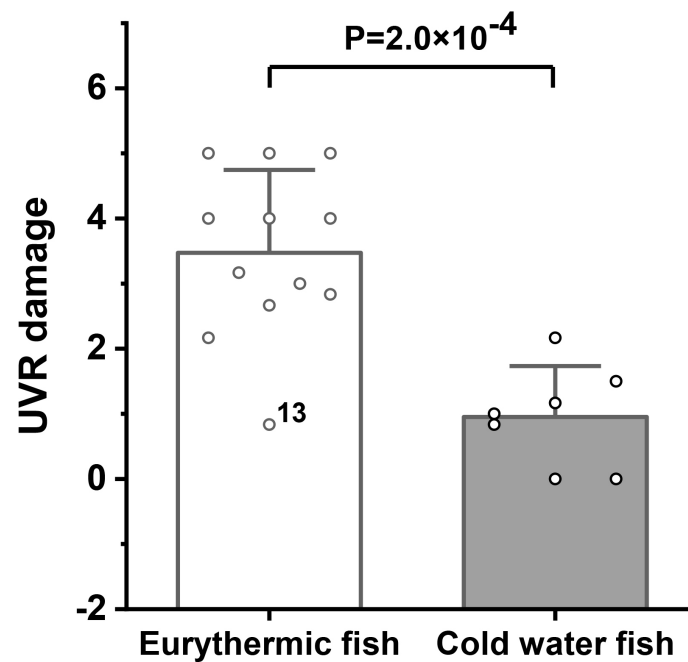 P=2.0×10-4
6
4
2
0
-2
UVR damage
13
Eurythermic fish
Cold water fish